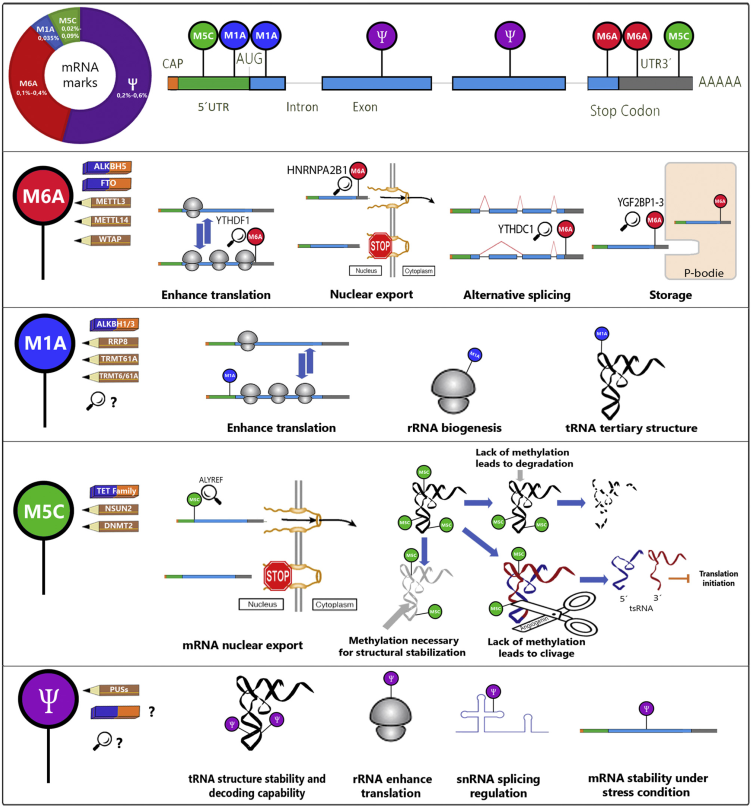 M5C
0,02%-
0,09%
M1A
0,035%
mRNA
marks
M6A
0,1%-0,4%
Ψ
0,2%-0,6%
M5C
M1A
M1A
Ψ
Ψ
M6A
M6A
M5C
CAP
AUG
UTR3´
AAAAA
5´UTR
Intron
Exon
Stop Codon
M6A
ALKBH5
FTO
METTL3
METTL14
WTAP
YTHDF1
M6A
Enhance translation
HNRNPA2B1
M6A
STOP
Nucleus
Cytoplasm
Nuclear export
YTHDC1
M6A
Alternative splicing
YGF2BP1-3
M6A
M6A
P-bodie
Storage
M1A
ALKBH1/3
RRP8
TRMT61A
TRMT6/61A
?
M1A
Enhance translation
M1A
rRNA biogenesis
M1A
tRNA tertiary structure
M5C
TET Family
NSUN2
DNMT2
ALYREF
M5C
STOP
Nucleus
Cytoplasm
mRNA nuclear export
Lack of methylation
leads to degradation
M5C
M5C
M5C
M5C
M5C
M5C
M5C
Methylation necessary
for structural stabilization
Angiogenin
Lack of methylation
leads to clivage
5´
3´
tsRNA
Translation
initiation
Ψ
PUSs
?
?
Ψ
Ψ
tRNA structure stability and
decoding capability
Ψ
rRNA enhance
translation
Ψ
snRNA splicing
regulation
Ψ
mRNA stability under
stress condition